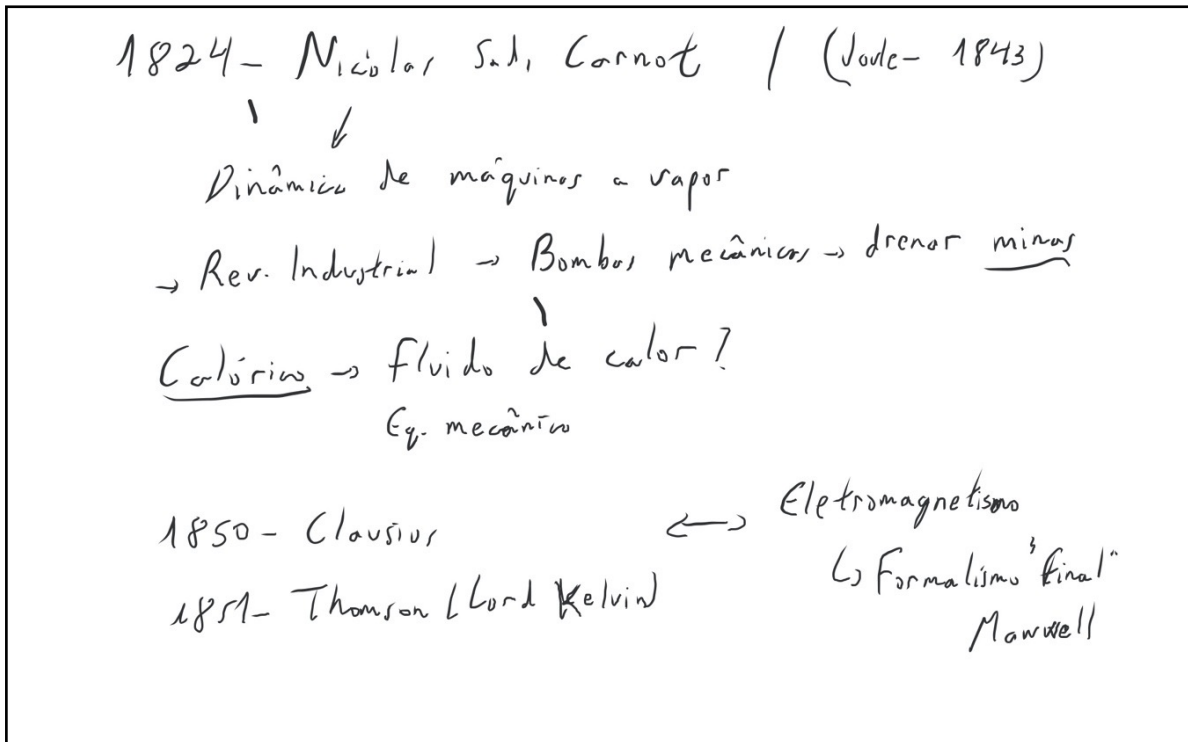 1824 - Nicolas Sadi Carnot / (Joule - 1843)
Dinâmica de máquinas a vapor
→ Rev. Industrial → Bombas mecânicas → drenar minas
Calórico → fluido de calor?
Eq. mecânico
1850 - Clausius ↔ Eletromagnetismo
↳ Formalismo "final"
1851 - Thomson (Lord Kelvin)
Maxwell